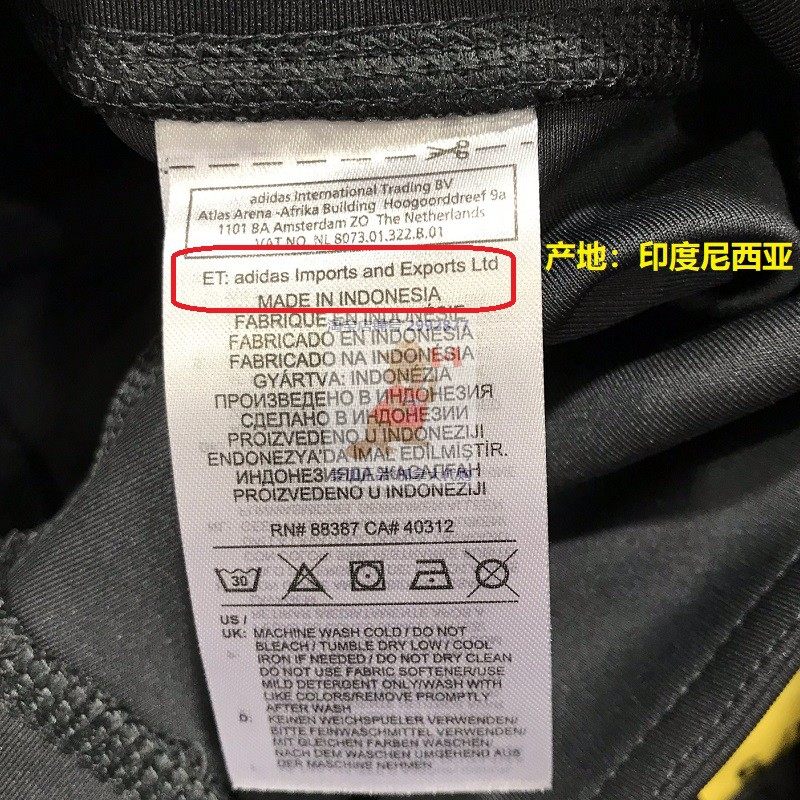 adidas International Trading BV
Atlas Arena -Afrika Building Hoogoorddreef 9a
1101 BA Amsterdam ZO The Netherlands
VAT NO. NL 8073.01.322.B.01
ET: adidas Imports and Exports Ltd
产地：印度尼西亚
MADE IN INDONESIA
FABRIQUÉ EN INDONÉSIE
FABRICADO EN INDONESIA
FABRICADO NA INDONÉSIA
GYÁRTVA: INDONÉZIA
ПРОИЗВЕДЕНО В ИНДОНЕЗИЯ
СДЕЛАНО В ИНДОНЕЗИИ
PROIZVEDENO U INDONEZIJI
ENDONEZYA'DA İMAL EDİLMİŞTİR.
ИНДОНЕЗИЯДА ЖАСАЛҒАН
PROIZVEDENO U INDONEZIJI
RN# 88387 CA# 40312
30
US /
UK: MACHINE WASH COLD / DO NOT
BLEACH / TUMBLE DRY LOW / COOL
IRON IF NEEDED / DO NOT DRY CLEAN
DO NOT USE FABRIC SOFTENER/USE
MILD DETERGENT ONLY/WASH WITH
LIKE COLORS/REMOVE PROMPTLY
AFTER WASH
D: KEINEN WEICHSPUELER VERWENDEN/
BITTE FEINWASCHMITTEL VERWENDEN/
MIT GLEICHEN FARBEN WASCHEN/
NACH DEM WASCHEN UMGEHEND AUS
DER MASCHINE NEHMEN